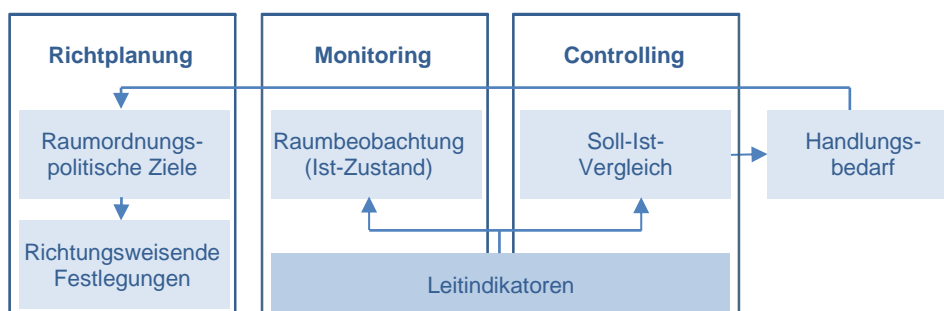 Richtplanung
Monitoring
Controlling
Raumordnungs-
politische Ziele
Raumbeobachtung
(Ist-Zustand)
Soll-Ist-
Vergleich
Handlungs-
bedarf
Richtungsweisende
Festlegungen
Leitindikatoren